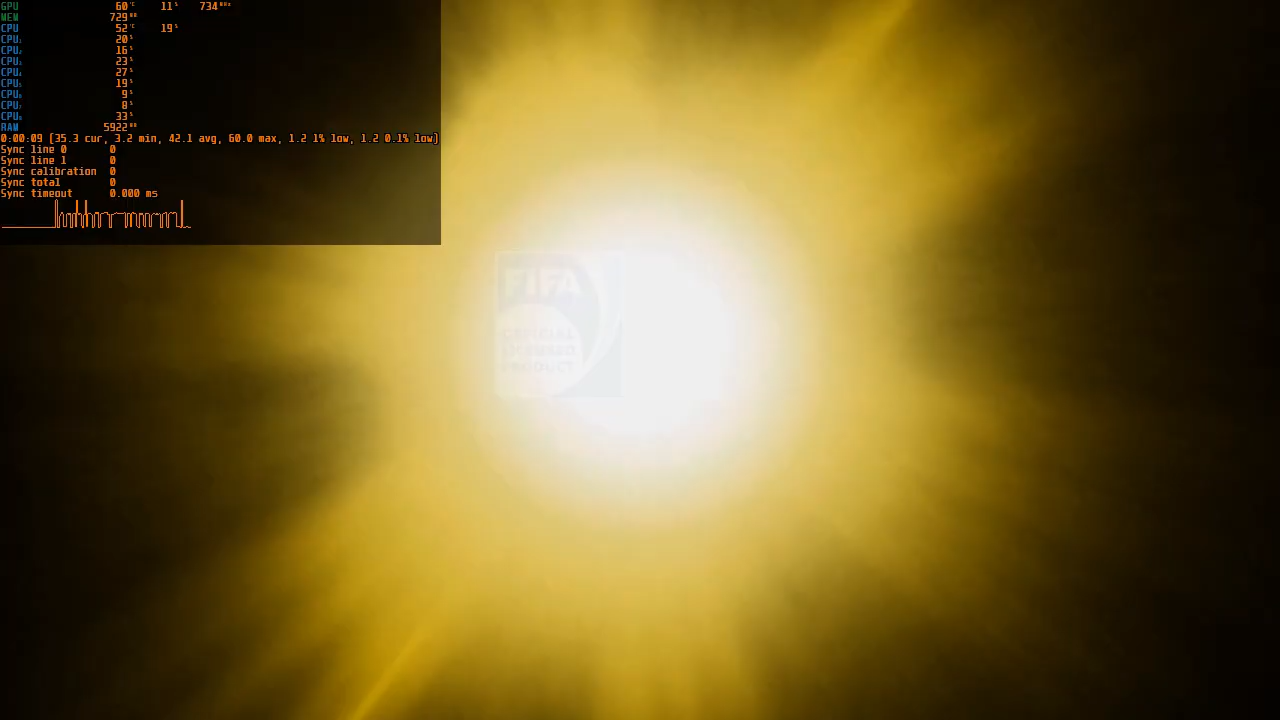 GPU 60°C 11% 734MHz
MEM 729MB
CPU 52°C 19%
CPU1 20%
CPU2 16%
CPU3 23%
CPU4 27%
CPU5 19%
CPU6 9%
CPU7 8%
CPU8 33%
RAM 5922MB
0:00:09 [35.3 cur, 3.2 min, 42.1 avg, 60.0 max, 1.2 1% low, 1.2 0.1% low]
Sync line 0 0
Sync line 1 0
Sync calibration 0
Sync total 0
Sync timeout 0.000 ms
FIFA
OFFICIAL
LICENSED
PRODUCT